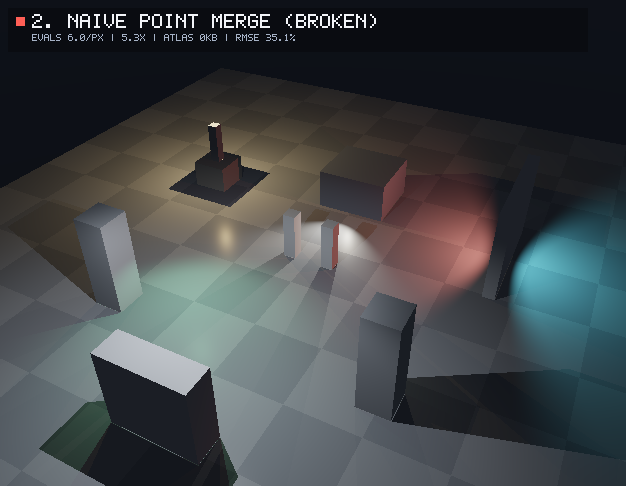 2. NAIVE POINT MERGE (BROKEN)
EVALS 6.0/PX | 5.3X | ATLAS 0KB | RMSE 35.1%